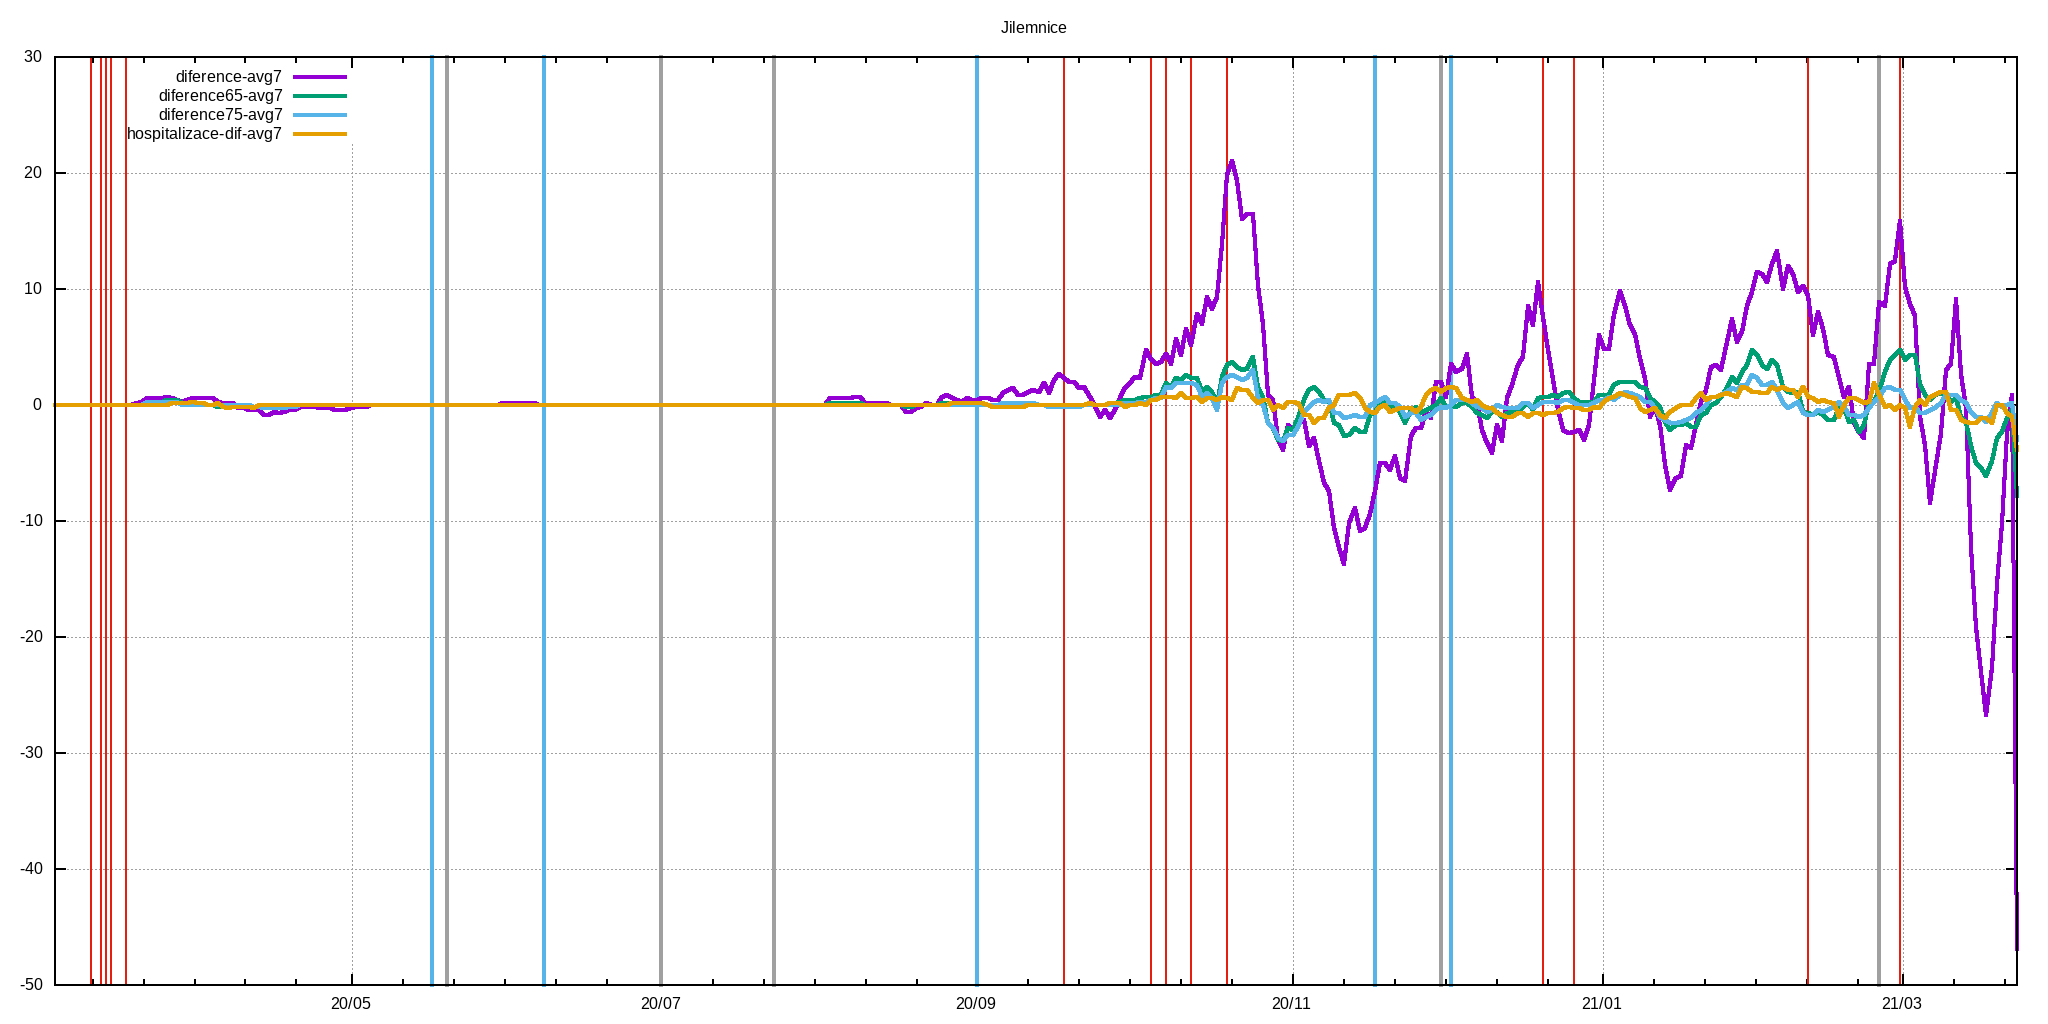 Jilemnice
30
diference-avg7
diference65-avg7
diference75-avg7
hospitalizace-dif-avg7
20
10
0
-10
-20
-30
-40
-50
20/05 20/07 20/09 20/11 21/01 21/03